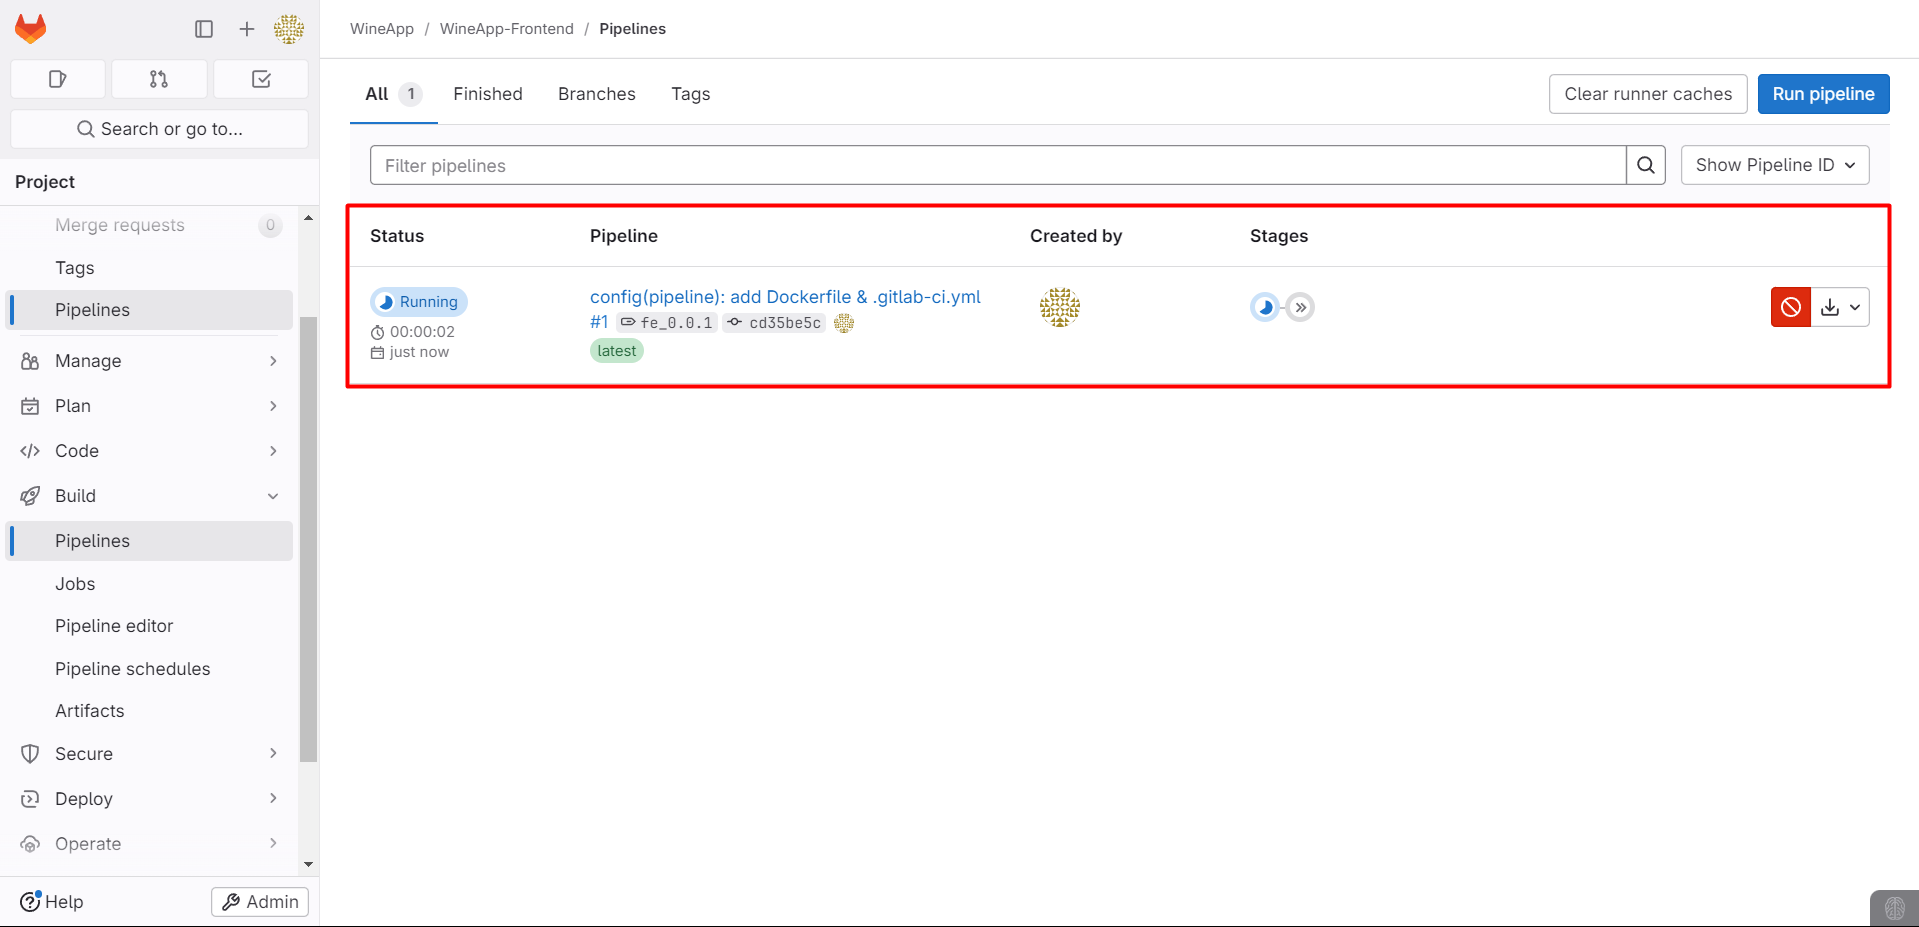 WineApp / WineApp-Frontend / Pipelines
Search or go to...
Project
Merge requests 0
Tags
Pipelines
Manage
Plan
Code
Build
Pipelines
Jobs
Pipeline editor
Pipeline schedules
Artifacts
Secure
Deploy
Operate
Help
Admin
All 1 Finished Branches Tags
Clear runner caches
Run pipeline
Filter pipelines
Show Pipeline ID
Status Pipeline Created by Stages
Running
00:00:02
just now
config(pipeline): add Dockerfile & .gitlab-ci.yml
#1 fe_0.0.1 cd35be5c
latest